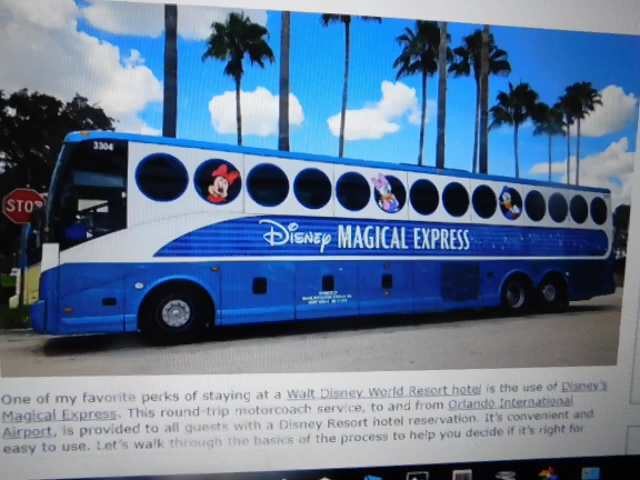 3304
STOP
Disney MAGICAL EXPRESS
One of my favorite perks of staying at a Walt Disney World Resort hotel is the use of Disney's
Magical Express. This round-trip motorcoach service, to and from Orlando International
Airport, is provided to all guests with a Disney Resort hotel reservation. It's convenient and
easy to use. Let's walk through the basics of the process to help you decide if it's right for